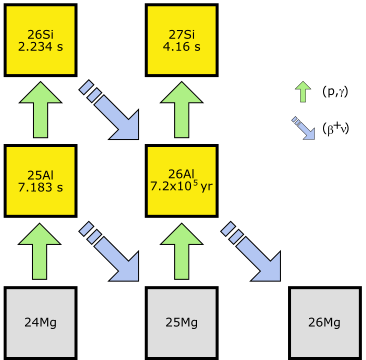 26Si
2.234 s
27Si
4.16 s
(p,γ)
(β+ν)
25Al
7.183 s
26Al
7.2x10⁵ yr
24Mg
25Mg
26Mg